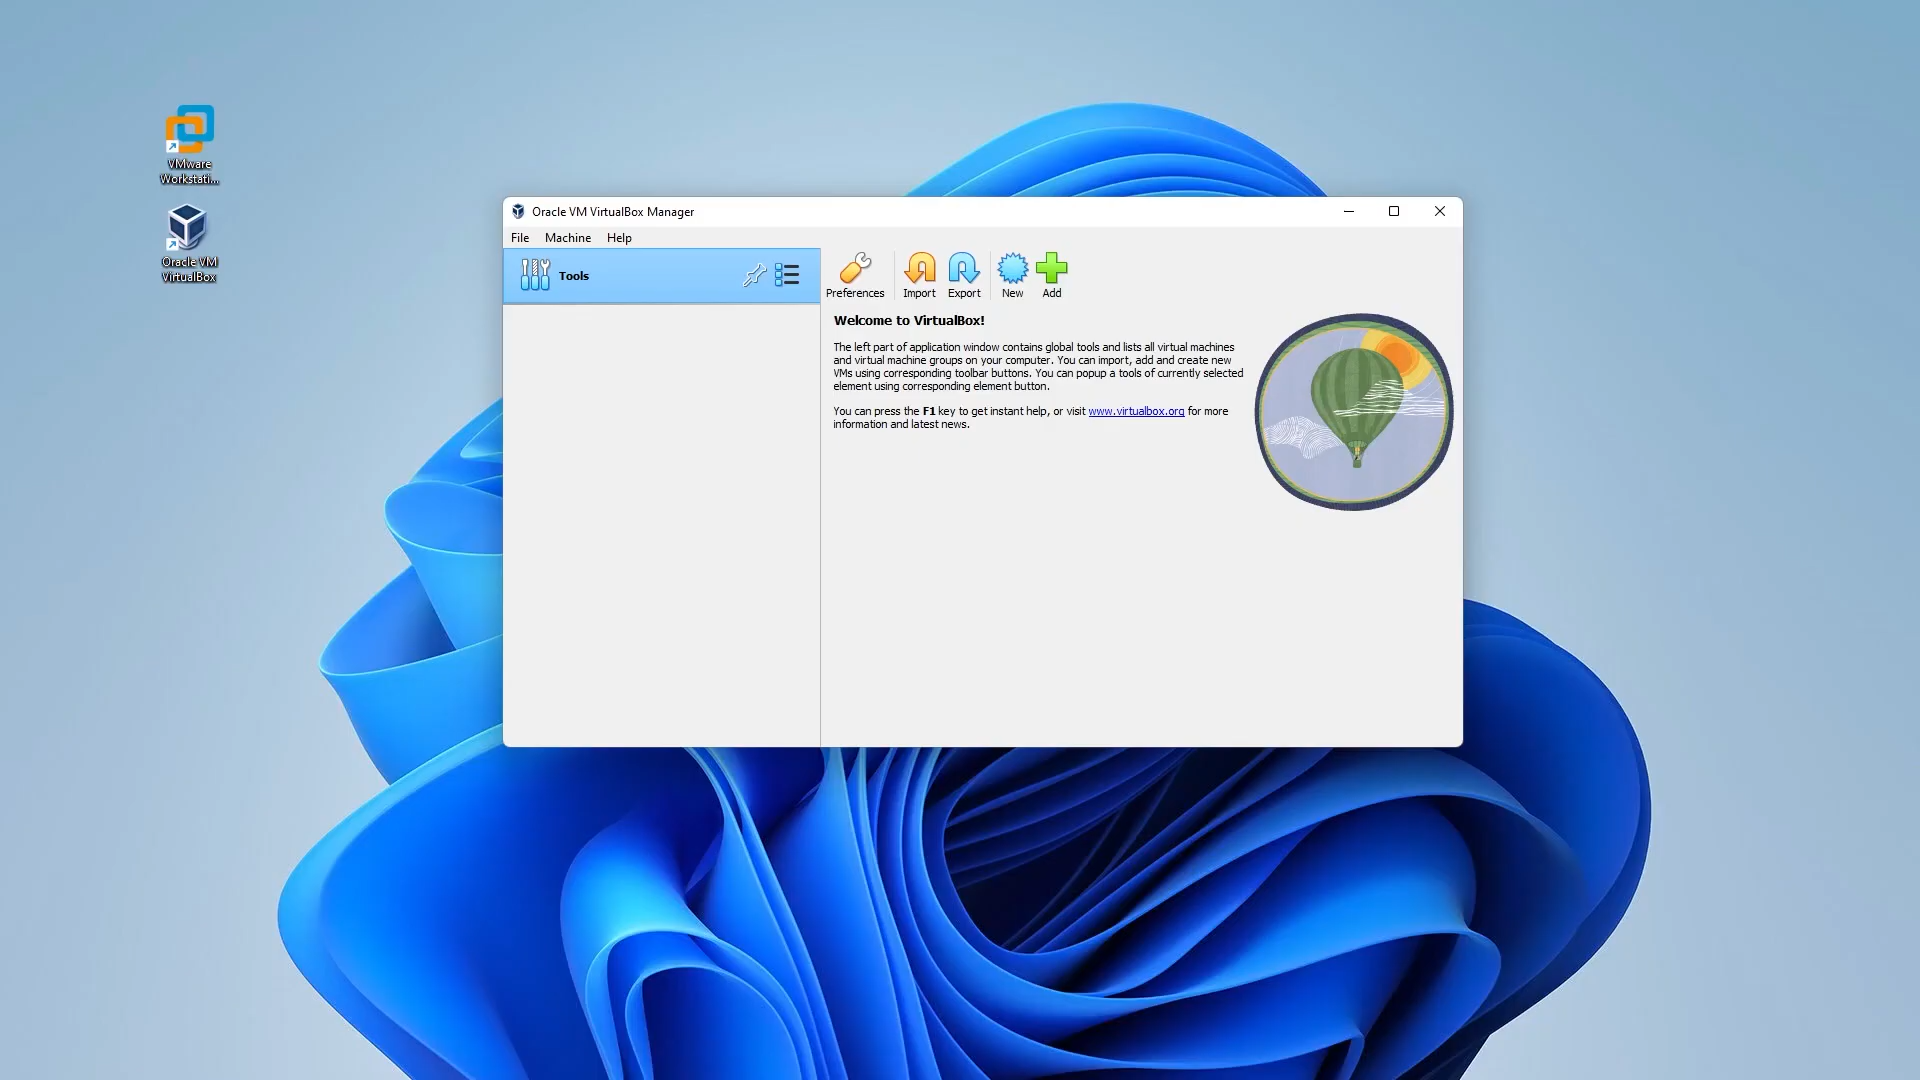 VMware
Workstati...
Oracle VM
VirtualBox
Oracle VM VirtualBox Manager
File Machine Help
Tools
Preferences Import Export New Add
Welcome to VirtualBox!
The left part of application window contains global tools and lists all virtual machines
and virtual machine groups on your computer. You can import, add and create new
VMs using corresponding toolbar buttons. You can popup a tools of currently selected
element using corresponding element button.
You can press the F1 key to get instant help, or visit www.virtualbox.org for more
information and latest news.